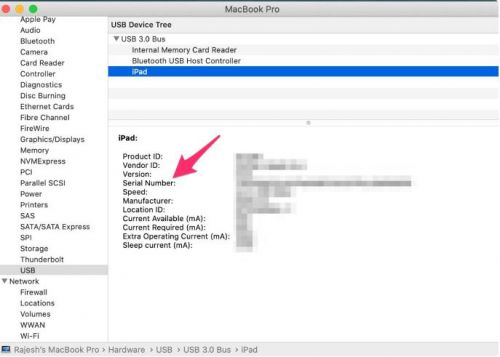 MacBook Pro
Apple Pay
Audio
Bluetooth
Camera
Card Reader
Controller
Diagnostics
Disc Burning
Ethernet Cards
Fibre Channel
FireWire
Graphics/Displays
Memory
NVMExpress
PCI
Parallel SCSI
Power
Printers
SAS
SATA/SATA Express
SPI
Storage
Thunderbolt
USB
Network
Firewall
Locations
Volumes
WWAN
Wi-Fi
USB Device Tree
USB 3.0 Bus
Internal Memory Card Reader
Bluetooth USB Host Controller
iPad
iPad:
Product ID:
Vendor ID:
Version:
Serial Number:
Speed:
Manufacturer:
Location ID:
Current Available (mA):
Current Required (mA):
Extra Operating Current (mA):
Sleep current (mA):
Rajesh's MacBook Pro › Hardware › USB › USB 3.0 Bus › iPad